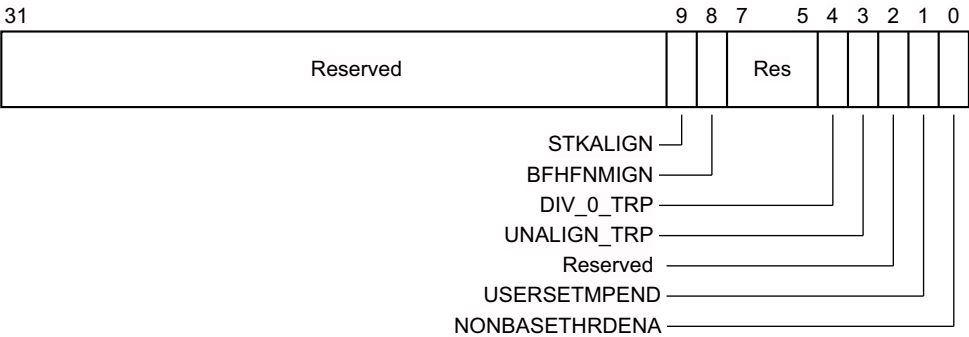 31 9 8 7 5 4 3 2 1 0
Reserved Res
STKALIGN
BFHFNMIGN
DIV_0_TRP
UNALIGN_TRP
Reserved
USERSETMPEND
NONBASETHRDENA